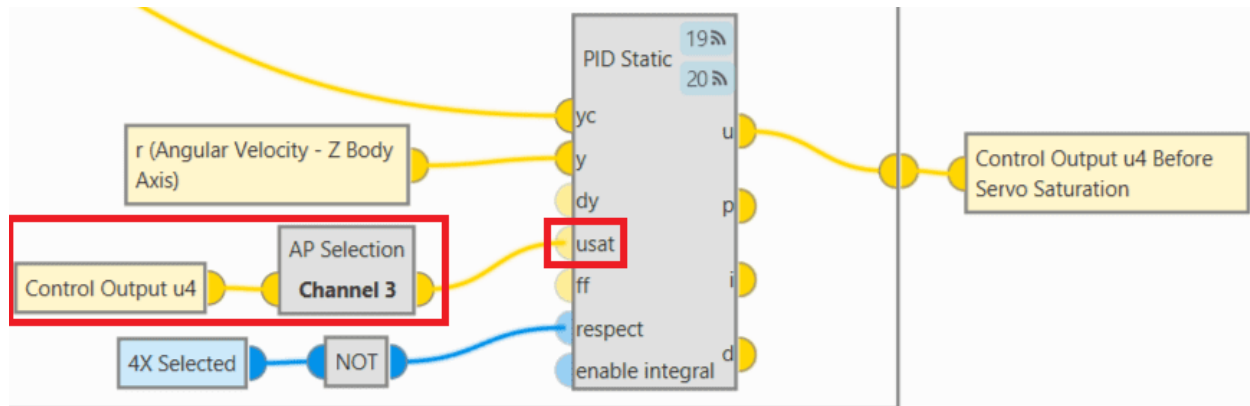 PID Static
19
20
yc
u
r (Angular Velocity - Z Body
Axis)
y
Control Output u4 Before
Servo Saturation
dy
p
AP Selection
Channel 3
usat
Control Output u4
ff
i
respect
4X Selected
NOT
d
enable integral